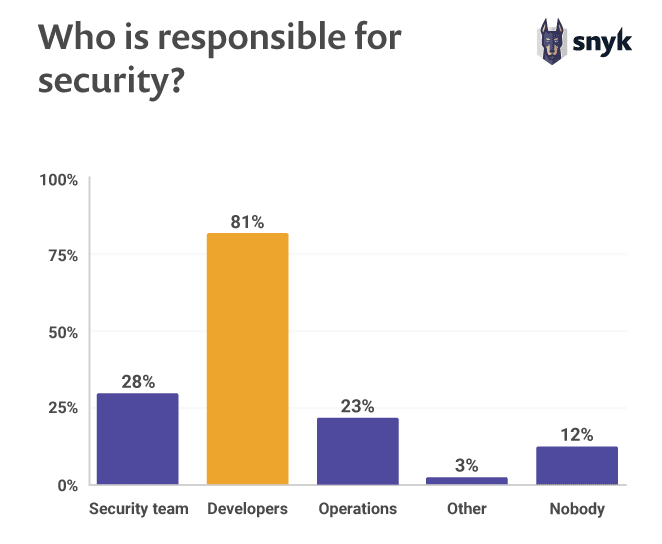 Who is responsible for
security?
snyk
100%
75%
50%
25%
0%
28%
81%
23%
3%
12%
Security team
Developers
Operations
Other
Nobody